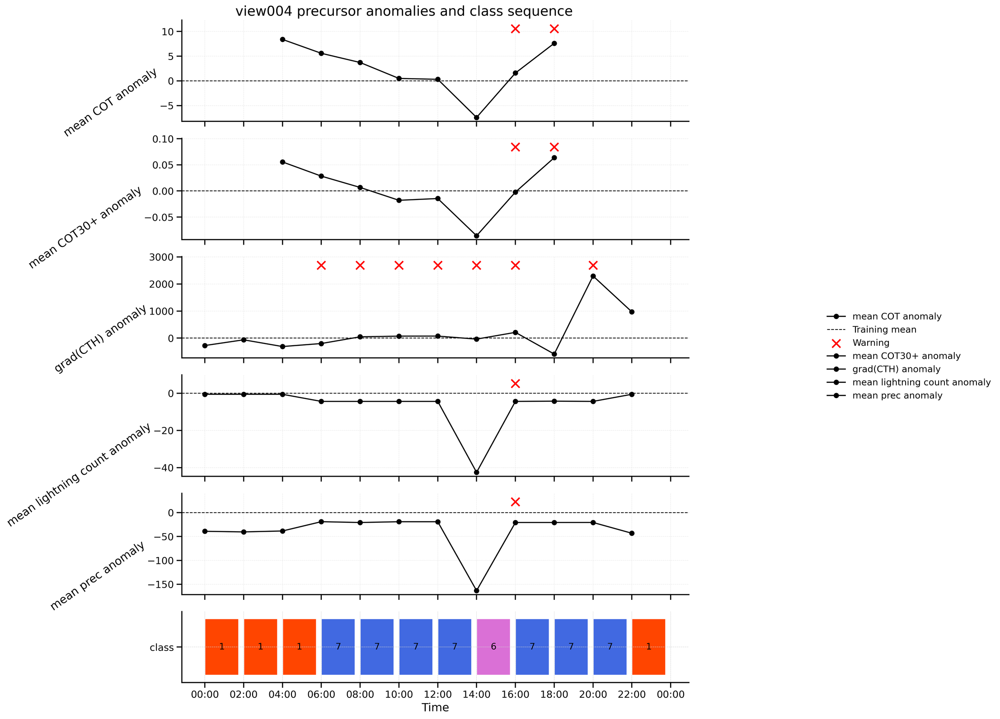 view004 precursor anomalies and class sequence
10
5
0
−5
mean COT anomaly
0.10
0.05
0.00
−0.05
mean COT30+ anomaly
3000
2000
1000
0
grad(CTH) anomaly
0
−20
−40
mean lightning count anomaly
0
−50
−100
−150
mean prec anomaly
class
1 1 1 7 7 7 7 6 7 7 7 1
00:00 02:00 04:00 06:00 08:00 10:00 12:00 14:00 16:00 18:00 20:00 22:00 00:00
Time
mean COT anomaly
Training mean
Warning
mean COT30+ anomaly
grad(CTH) anomaly
mean lightning count anomaly
mean prec anomaly